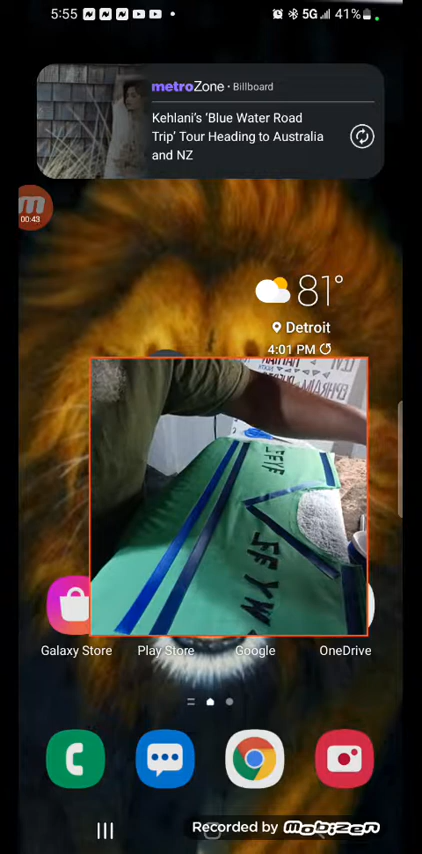 5:55
5G 41%
metroZone · Billboard
Kehlani's 'Blue Water Road
Trip' Tour Heading to Australia
and NZ
00:43
81°
Detroit
4:01 PM
EPHRAIM
Galaxy Store
Play Store
Google
OneDrive
Recorded by Mobizen